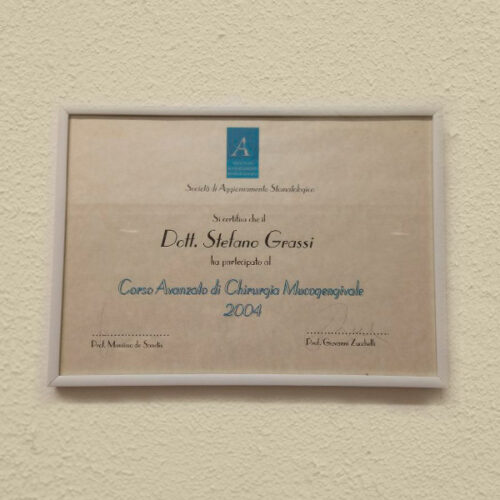 A
Società di Aggiornamento Stomatologico
Si certifica che il
Dott. Stefano Grassi
ha partecipato al
Corso Avanzato di Chirurgia Mucogengivale
2004
Prof. Massimo de Sanctis
Prof. Giovanni Zucchelli